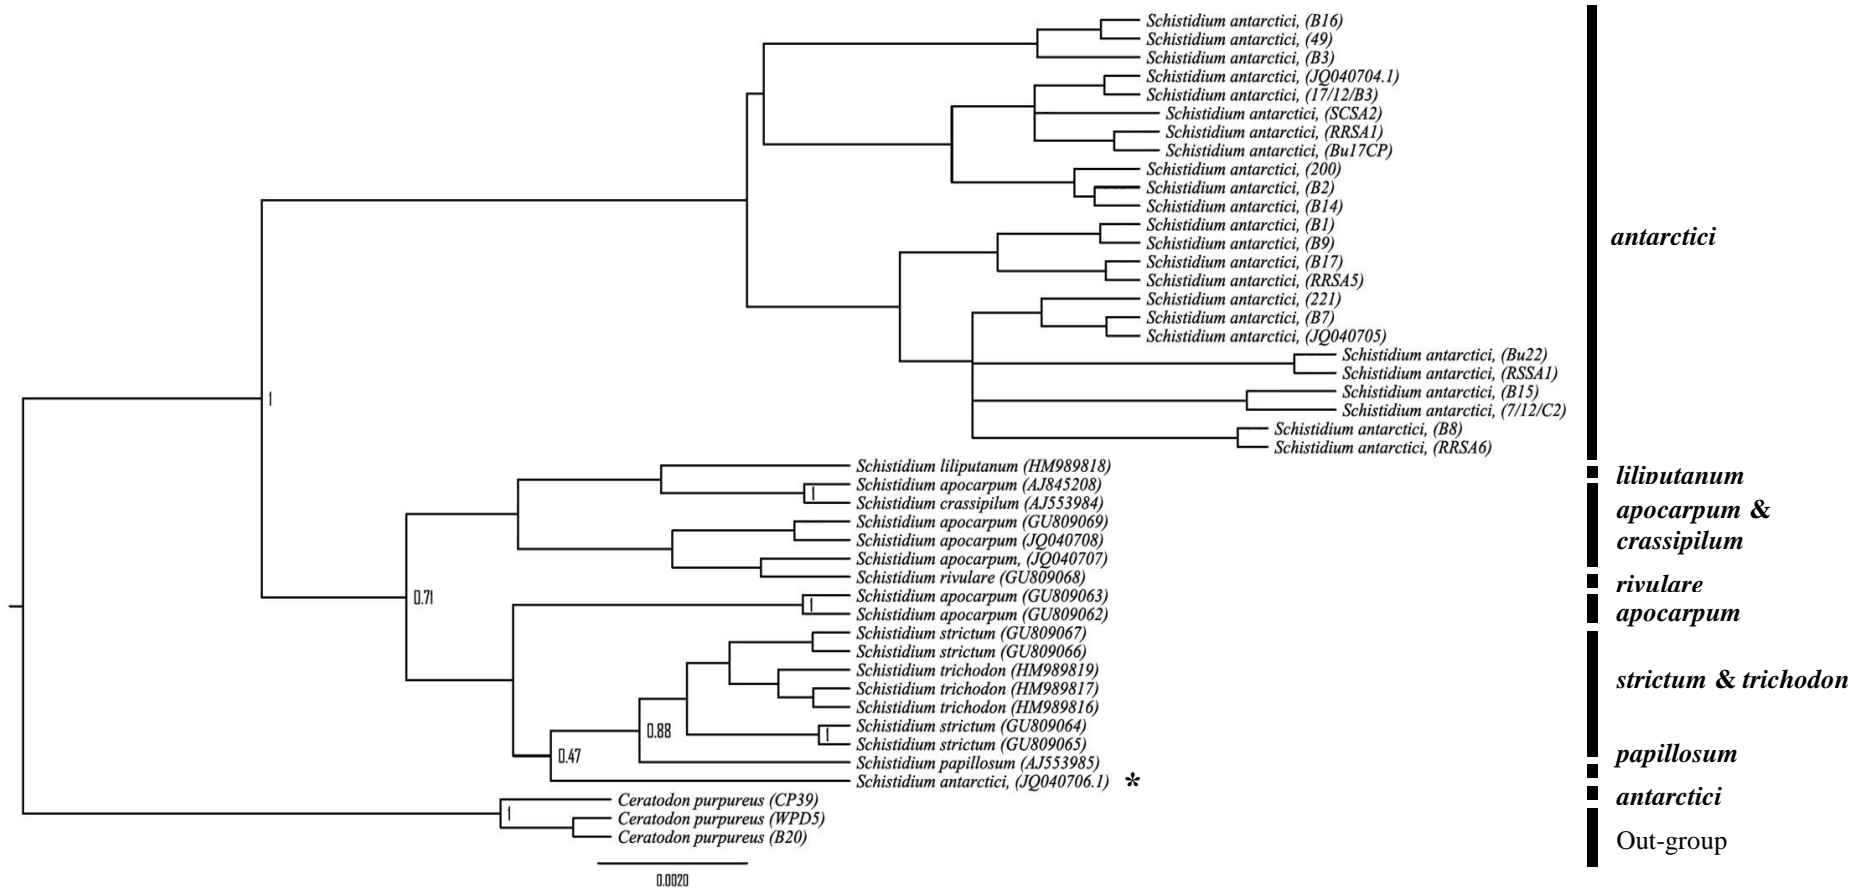 Schistidium antarctici, (B16)
Schistidium antarctici, (49)
Schistidium antarctici, (B3)
Schistidium antarctici, (JQ040704.1)
Schistidium antarctici, (17/12/B3)
Schistidium antarctici, (SCSA2)
Schistidium antarctici, (RRSA1)
Schistidium antarctici, (Bu17CP)
Schistidium antarctici, (200)
Schistidium antarctici, (B2)
Schistidium antarctici, (B14)
Schistidium antarctici, (B1)
Schistidium antarctici, (B9)
Schistidium antarctici, (B17)
Schistidium antarctici, (RRSA5)
Schistidium antarctici, (221)
Schistidium antarctici, (B7)
Schistidium antarctici, (JQ040705)
Schistidium antarctici, (Bu22)
Schistidium antarctici, (RSSA1)
Schistidium antarctici, (B15)
Schistidium antarctici, (7/12/C2)
Schistidium antarctici, (B8)
Schistidium antarctici, (RRSA6)
Schistidium liliputanum (HM989818)
Schistidium apocarpum (AJ845208)
Schistidium crassipilum (AJ553984)
Schistidium apocarpum (GU809069)
Schistidium apocarpum (JQ040708)
Schistidium apocarpum, (JQ040707)
Schistidium rivulare (GU809068)
Schistidium apocarpum (GU809063)
Schistidium apocarpum (GU809062)
Schistidium strictum (GU809067)
Schistidium strictum (GU809066)
Schistidium trichodon (HM989819)
Schistidium trichodon (HM989817)
Schistidium trichodon (HM989816)
Schistidium strictum (GU809064)
Schistidium strictum (GU809065)
Schistidium papillosum (AJ553985)
Schistidium antarctici, (JQ040706.1) *
Ceratodon purpureus (CP39)
Ceratodon purpureus (WPD5)
Ceratodon purpureus (B20)
1
0.71
1
1
0.88
1
0.47
1
0.0020
antarctici
liliputanum
apocarpum &
crassipilum
rivulare
apocarpum
strictum & trichodon
papillosum
antarctici
Out-group